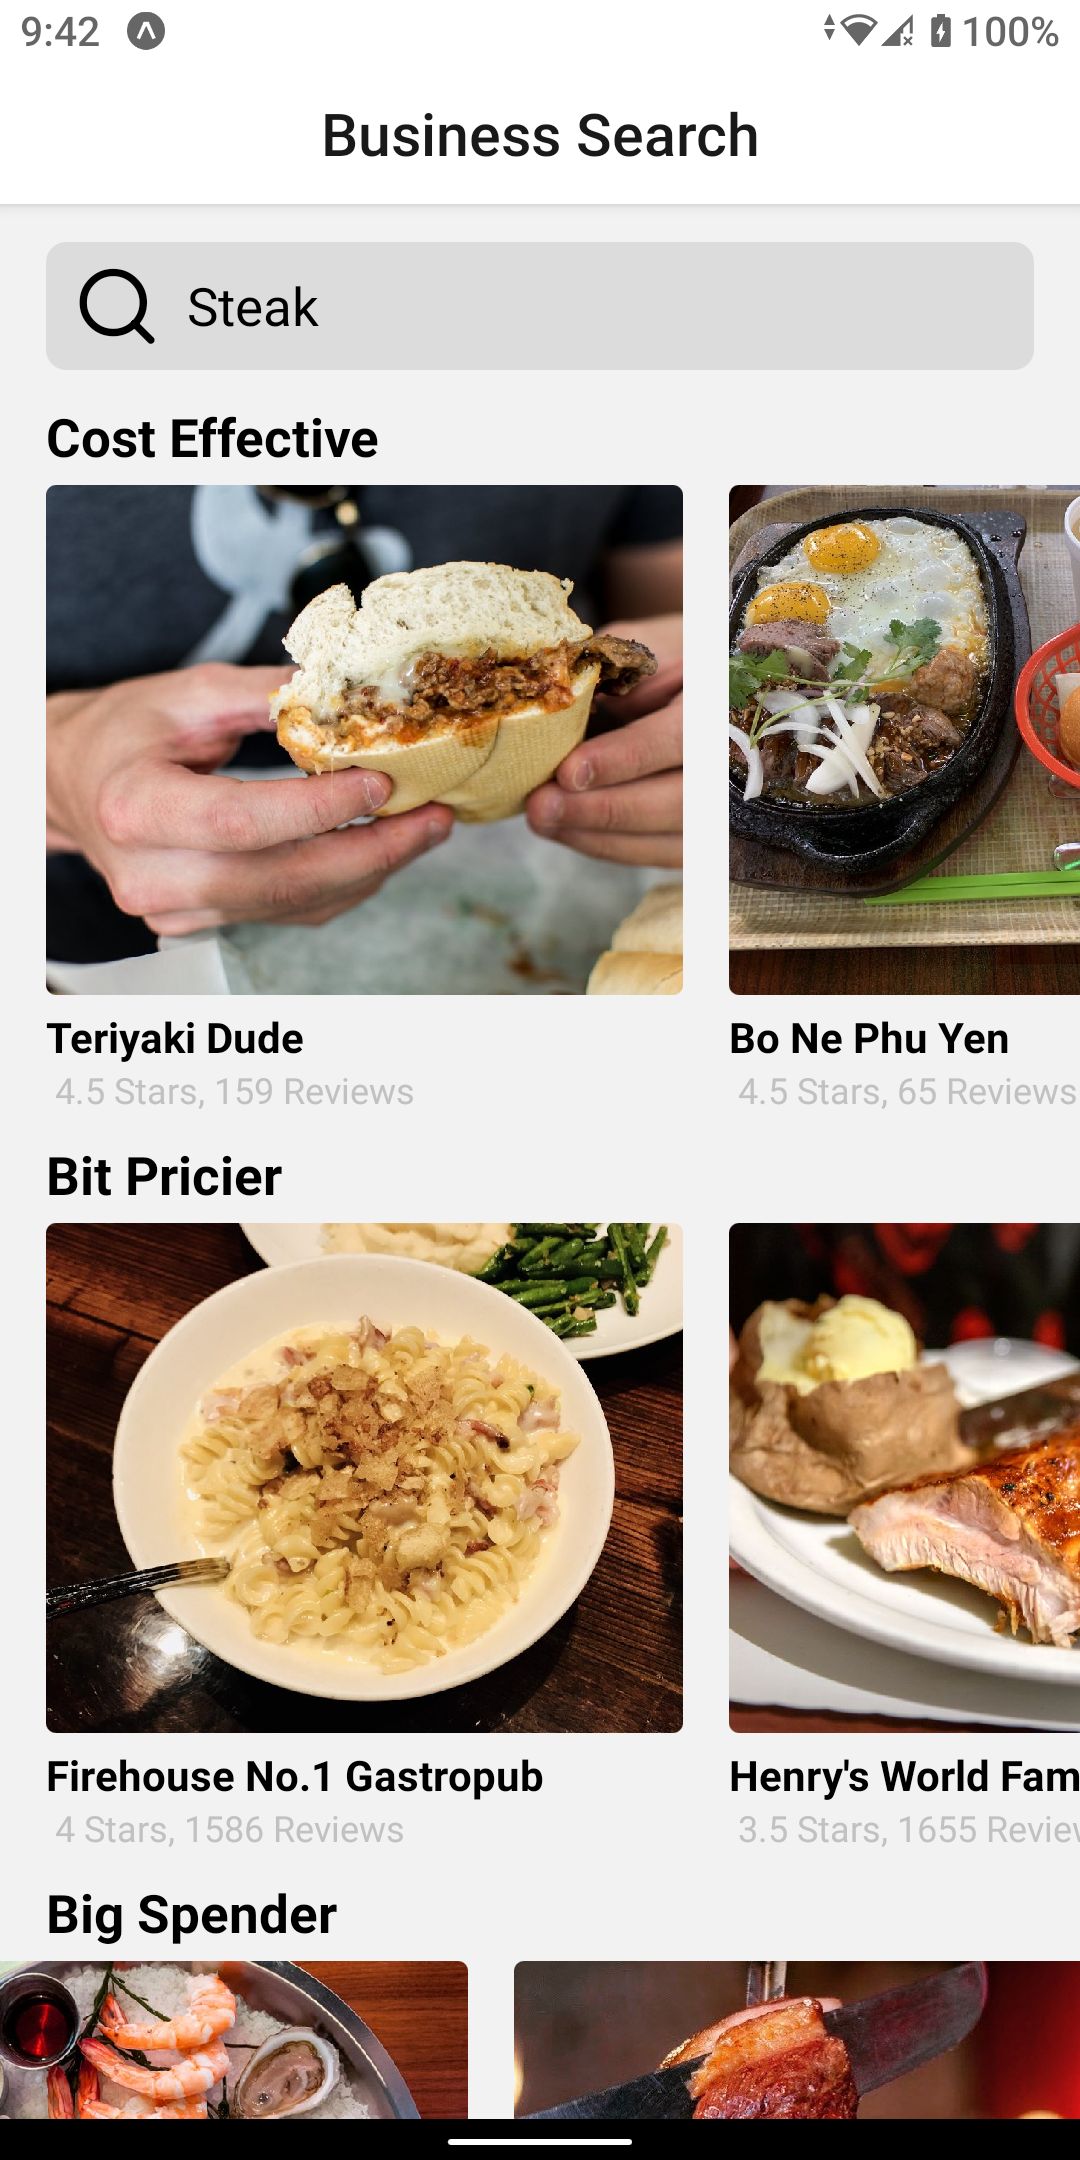 9:42
100%
Business Search
Steak
Cost Effective
Teriyaki Dude
4.5 Stars, 159 Reviews
Bo Ne Phu Yen
4.5 Stars, 65 Reviews
Bit Pricier
Firehouse No.1 Gastropub
4 Stars, 1586 Reviews
Henry's World Fam
3.5 Stars, 1655 Review
Big Spender